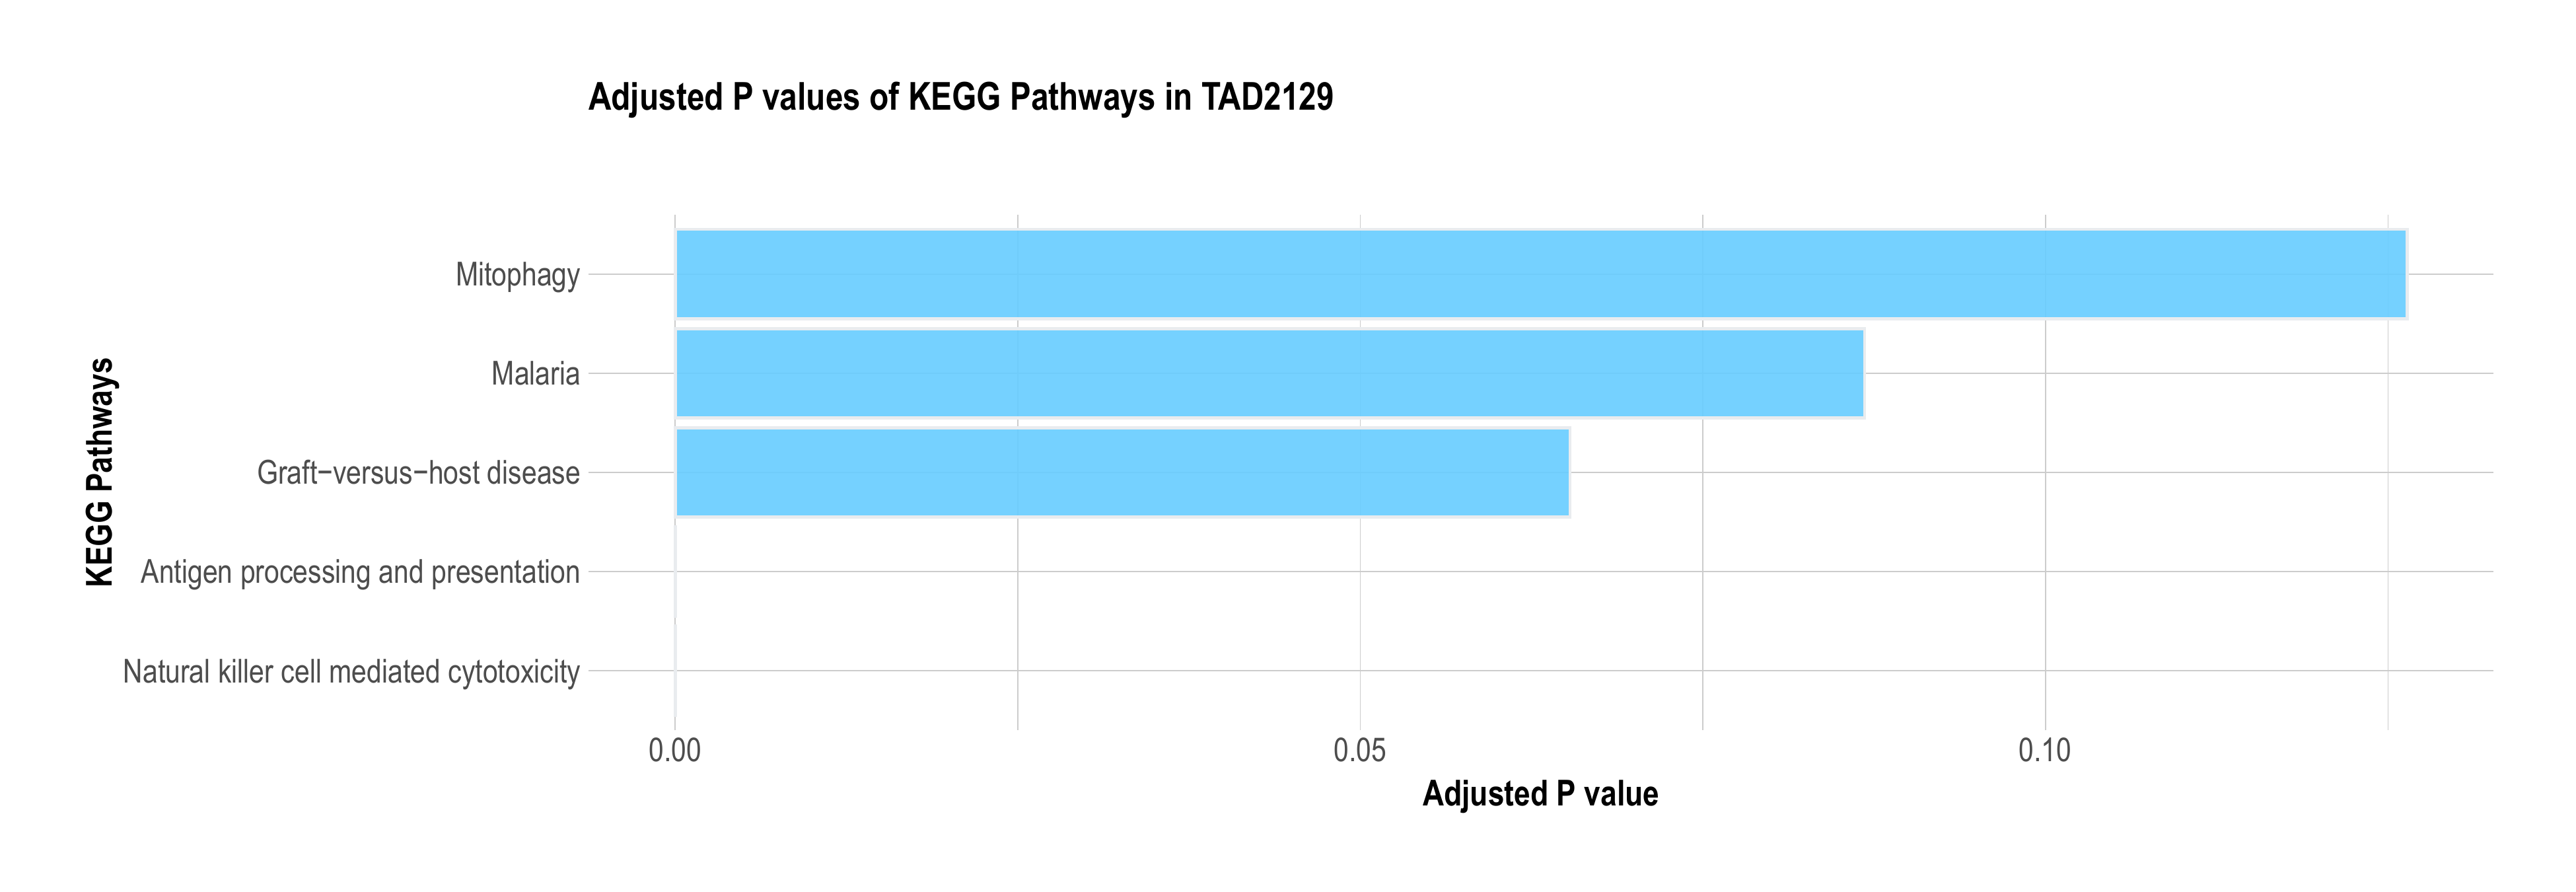 Adjusted P values of KEGG Pathways in TAD2129
KEGG Pathways
Mitophagy
Malaria
Graft−versus−host disease
Antigen processing and presentation
Natural killer cell mediated cytotoxicity
0.00 0.05 0.10
Adjusted P value